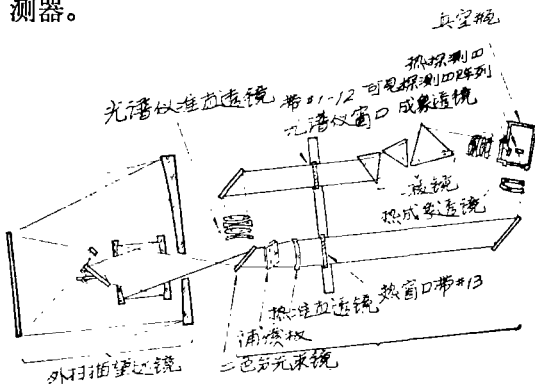 测器。
真空瓶
热探测口
光谱仪准直透镜 带#1-12 可见探测口阵列
光谱仪窗口 成象透镜
棱镜
热成象透镜
热准直透镜 热窗口带#13
二色分光束镜
外扫描望远镜